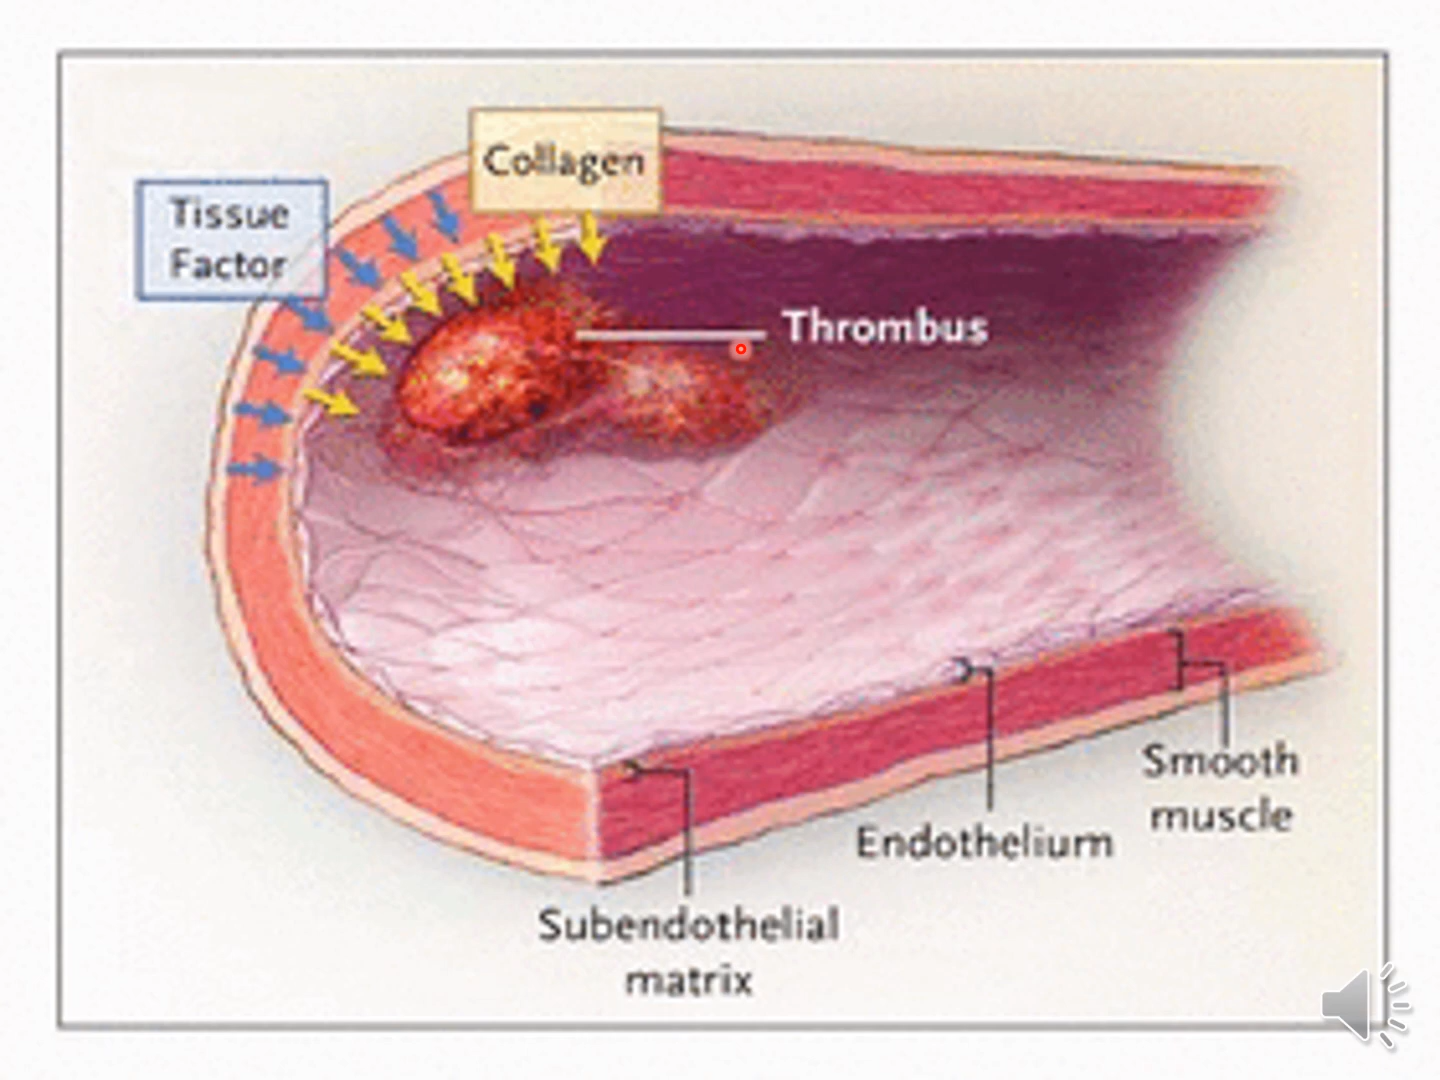 Collagen
Tissue
Factor
Thrombus
Smooth
muscle
Endothelium
Subendothelial
matrix